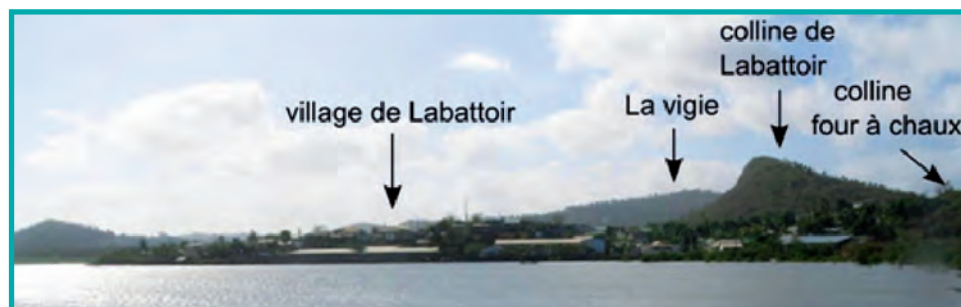 village de Labattoir
La vigie
colline de
Labattoir
colline
four à chaux